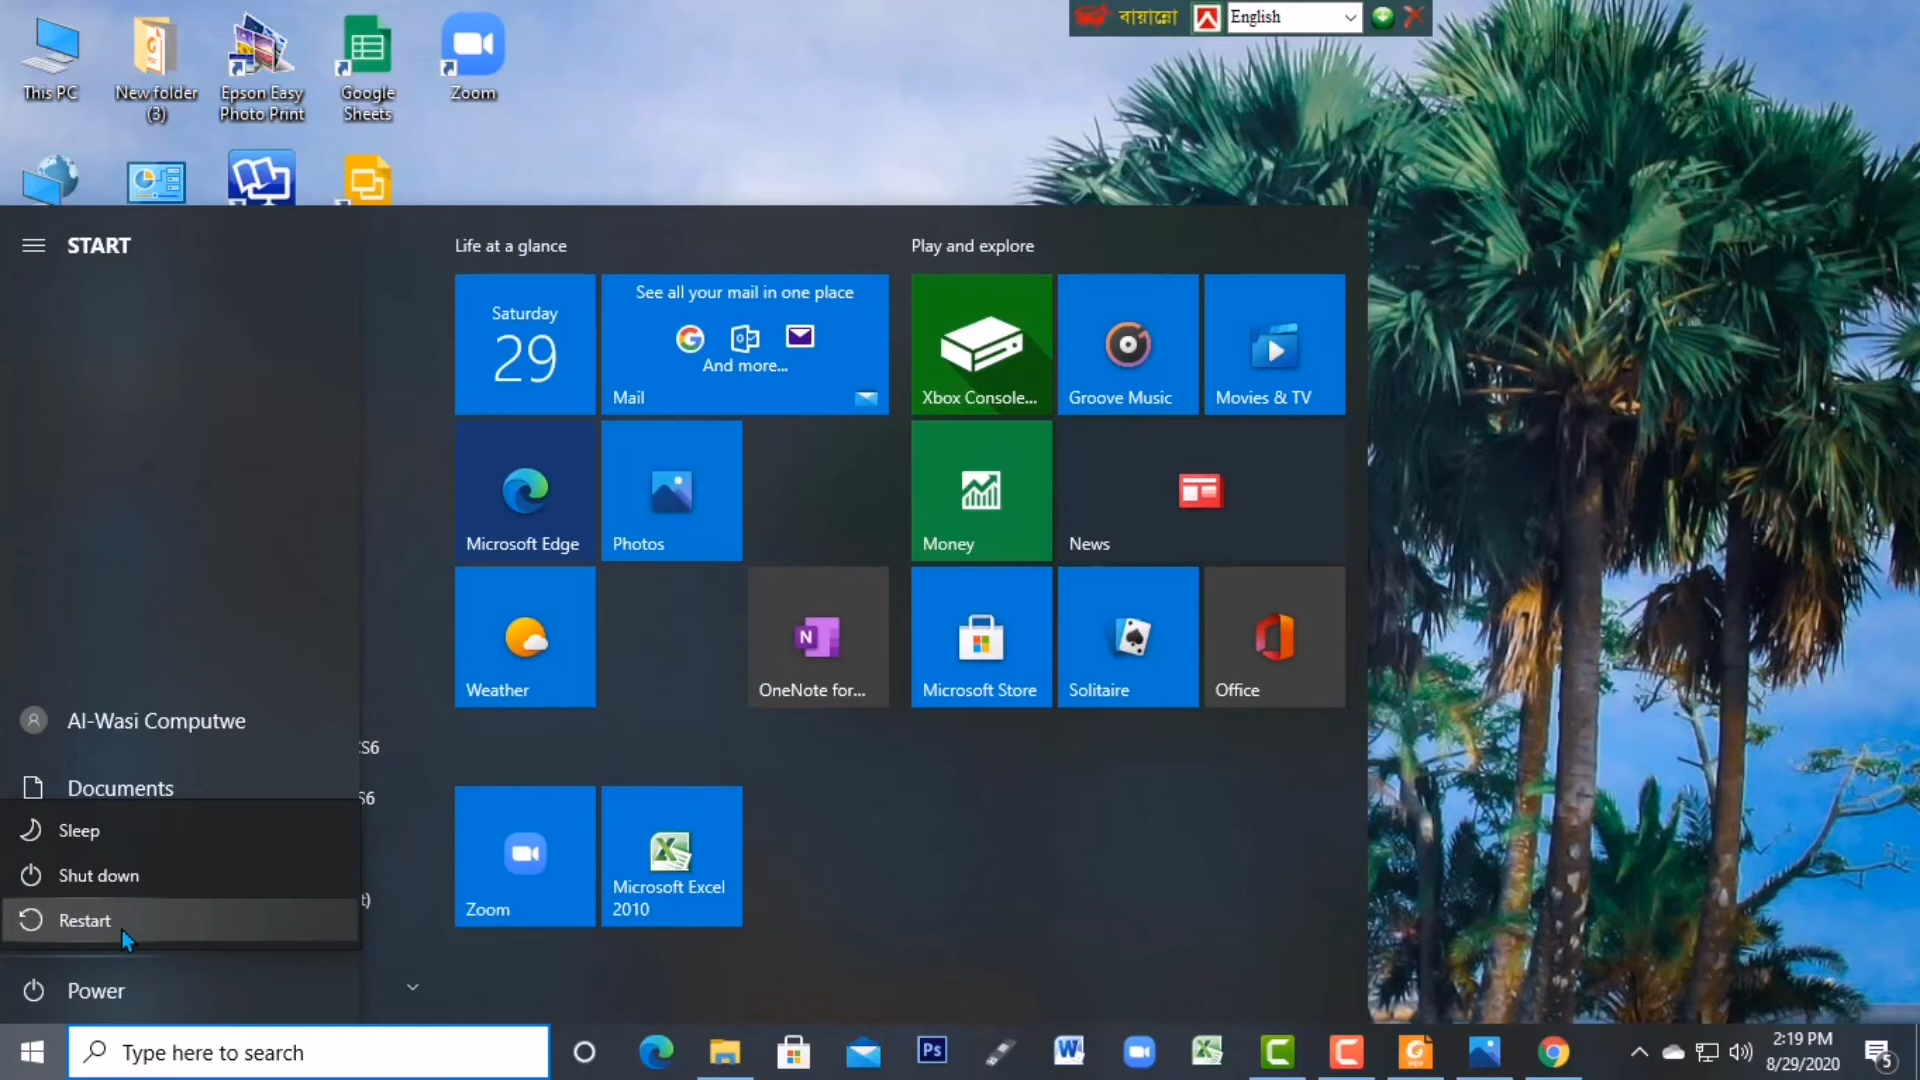 বায়ান্নো
English
This PC
New folder
(3)
Epson Easy
Photo Print
Google
Sheets
Zoom
START
Life at a glance
Play and explore
Saturday
29
See all your mail in one place
And more...
Mail
Xbox Console...
Groove Music
Movies & TV
Microsoft Edge
Photos
Money
News
Weather
OneNote for...
Microsoft Store
Solitaire
Office
Al-Wasi Computwe
Documents
Sleep
Shut down
Restart
Power
Zoom
Microsoft Excel
2010
Type here to search
Ps
2:19 PM
8/29/2020
5